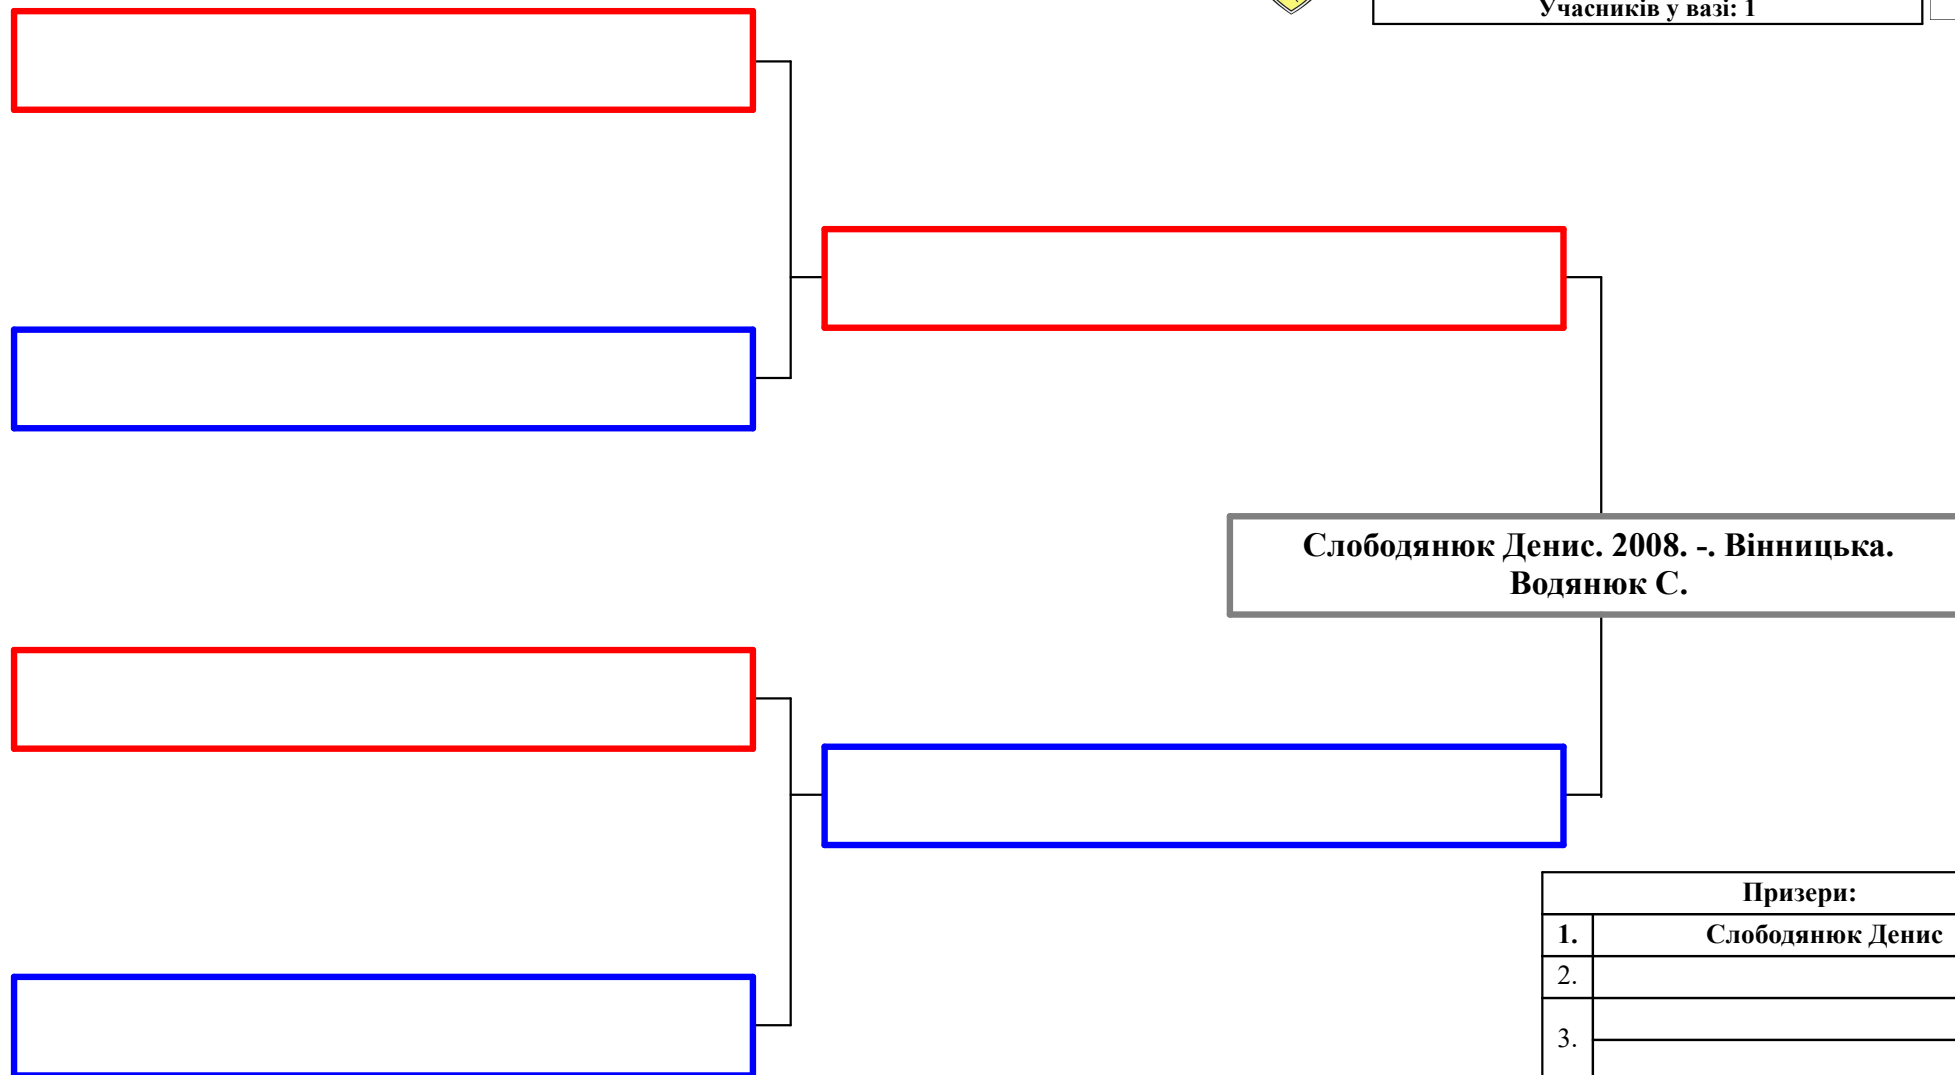 Учасників у вазі: 1
Слободянюк Денис. 2008. -. Вінницька.
Водянюк С.
Призери:
1. Слободянюк Денис
2.
3.